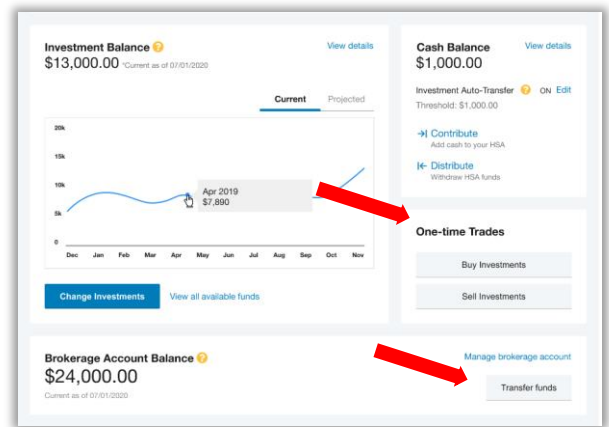 Investment Balance ?
View details
$13,000.00 *Current as of 07/01/2020
Current Projected
20k
15k
10k
5k
0
Apr 2019
$7,890
Dec Jan Feb Mar Apr May Jun Jul Aug Sep Oct Nov
Change Investments View all available funds
Cash Balance View details
$1,000.00
Investment Auto-Transfer ? ON Edit
Threshold: $1,000.00
Contribute
Add cash to your HSA
Distribute
Withdraw HSA funds
One-time Trades
Buy Investments
Sell Investments
Brokerage Account Balance ?
$24,000.00
Current as of 07/01/2020
Manage brokerage account
Transfer funds